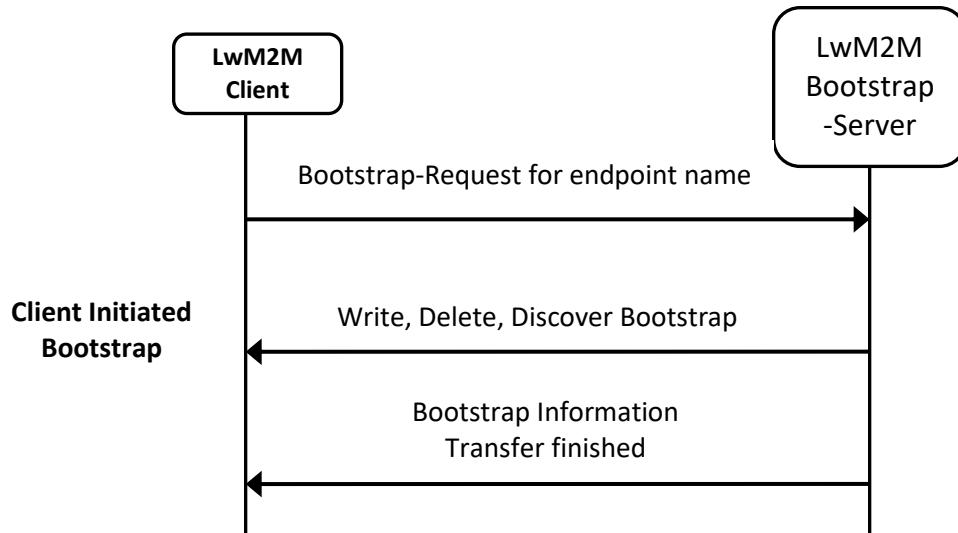 LwM2M
Client
LwM2M
Bootstrap
-Server
Bootstrap-Request for endpoint name
Client Initiated
Bootstrap
Write, Delete, Discover Bootstrap
Bootstrap Information
Transfer finished